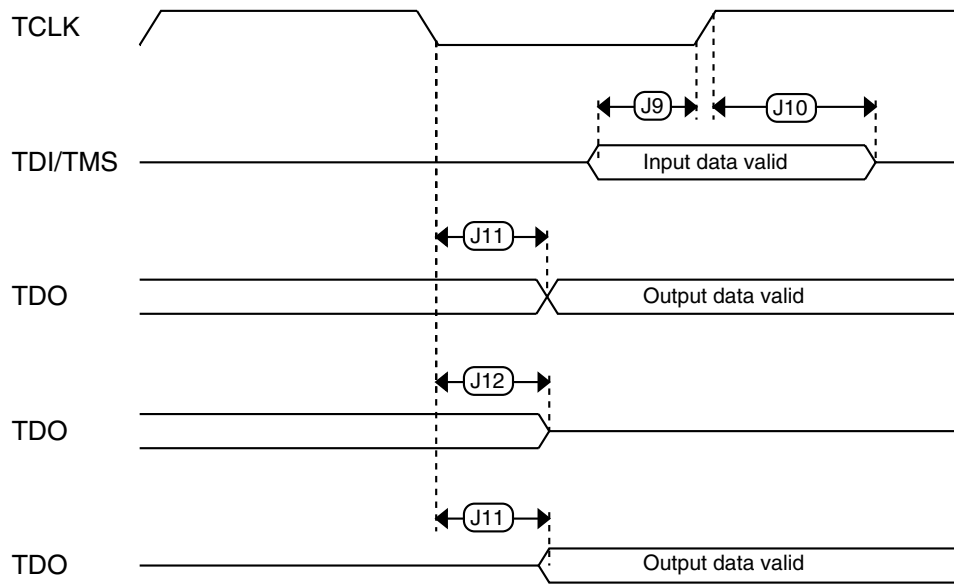 TCLK
J9
J10
TDI/TMS
Input data valid
J11
TDO
Output data valid
J12
TDO
J11
TDO
Output data valid